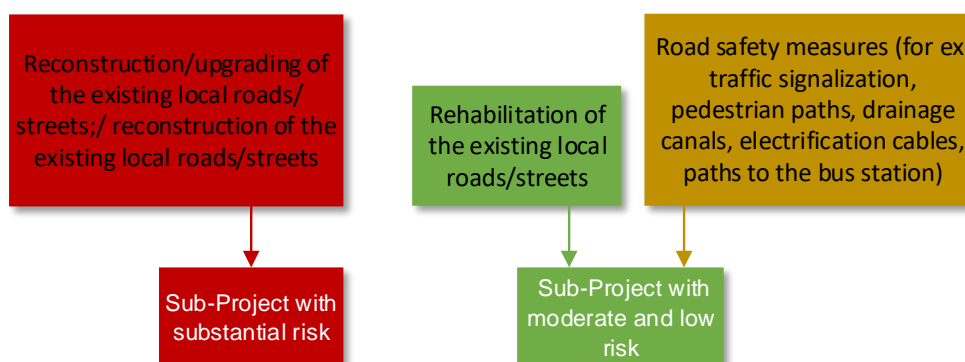 Reconstruction/upgrading of
the existing local roads/
streets;/ reconstruction of the
existing local roads/streets
Rehabilitation of
the existing local
roads/streets
Road safety measures (for ex
traffic signalization,
pedestrian paths, drainage
canals, electrification cables,
paths to the bus station)
Sub-Project with
substantial risk
Sub-Project with
moderate and low
risk